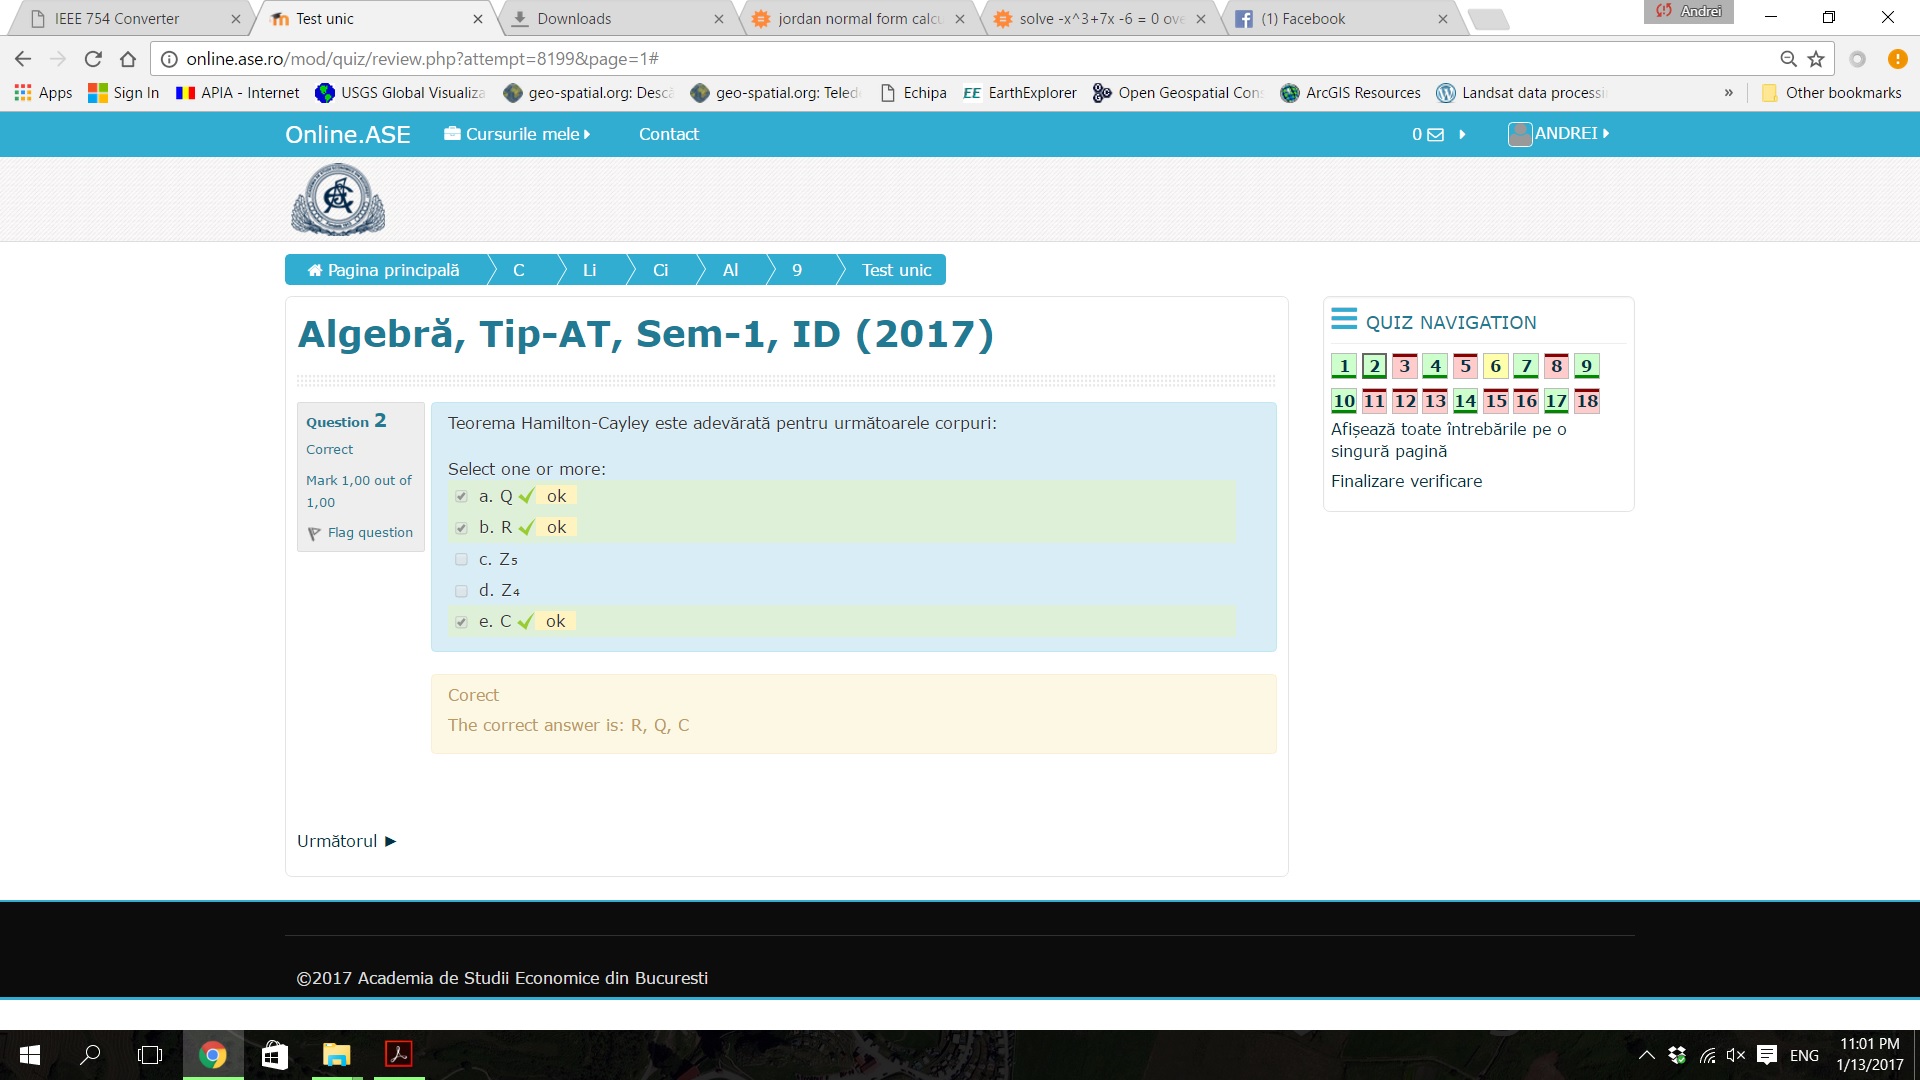 IEEE 754 Converter
Test unic
Downloads
jordan normal form calcu
solve -x^3+7x -6 = 0 ove
(1) Facebook
Andrei
online.ase.ro/mod/quiz/review.php?attempt=8199&page=1#
Apps
Sign In
APIA - Internet
USGS Global Visualiza
geo-spatial.org: Descă
geo-spatial.org: Telede
Echipa
EE EarthExplorer
Open Geospatial Cons
ArcGIS Resources
Landsat data processi
»
Other bookmarks
Online.ASE
Cursurile mele
Contact
0
ANDREI
Pagina principală
C
Li
Ci
Al
9
Test unic
Algebră, Tip-AT, Sem-1, ID (2017)
Question 2
Correct
Mark 1,00 out of
1,00
Flag question
Teorema Hamilton-Cayley este adevărată pentru următoarele corpuri:
Select one or more:
a. Q ok
b. R ok
c. Z₅
d. Z₄
e. C ok
Corect
The correct answer is: R, Q, C
Următorul ►
QUIZ NAVIGATION
1 2 3 4 5 6 7 8 9
10 11 12 13 14 15 16 17 18
Afișează toate întrebările pe o
singură pagină
Finalizare verificare
©2017 Academia de Studii Economice din Bucuresti
ENG
11:01 PM
1/13/2017